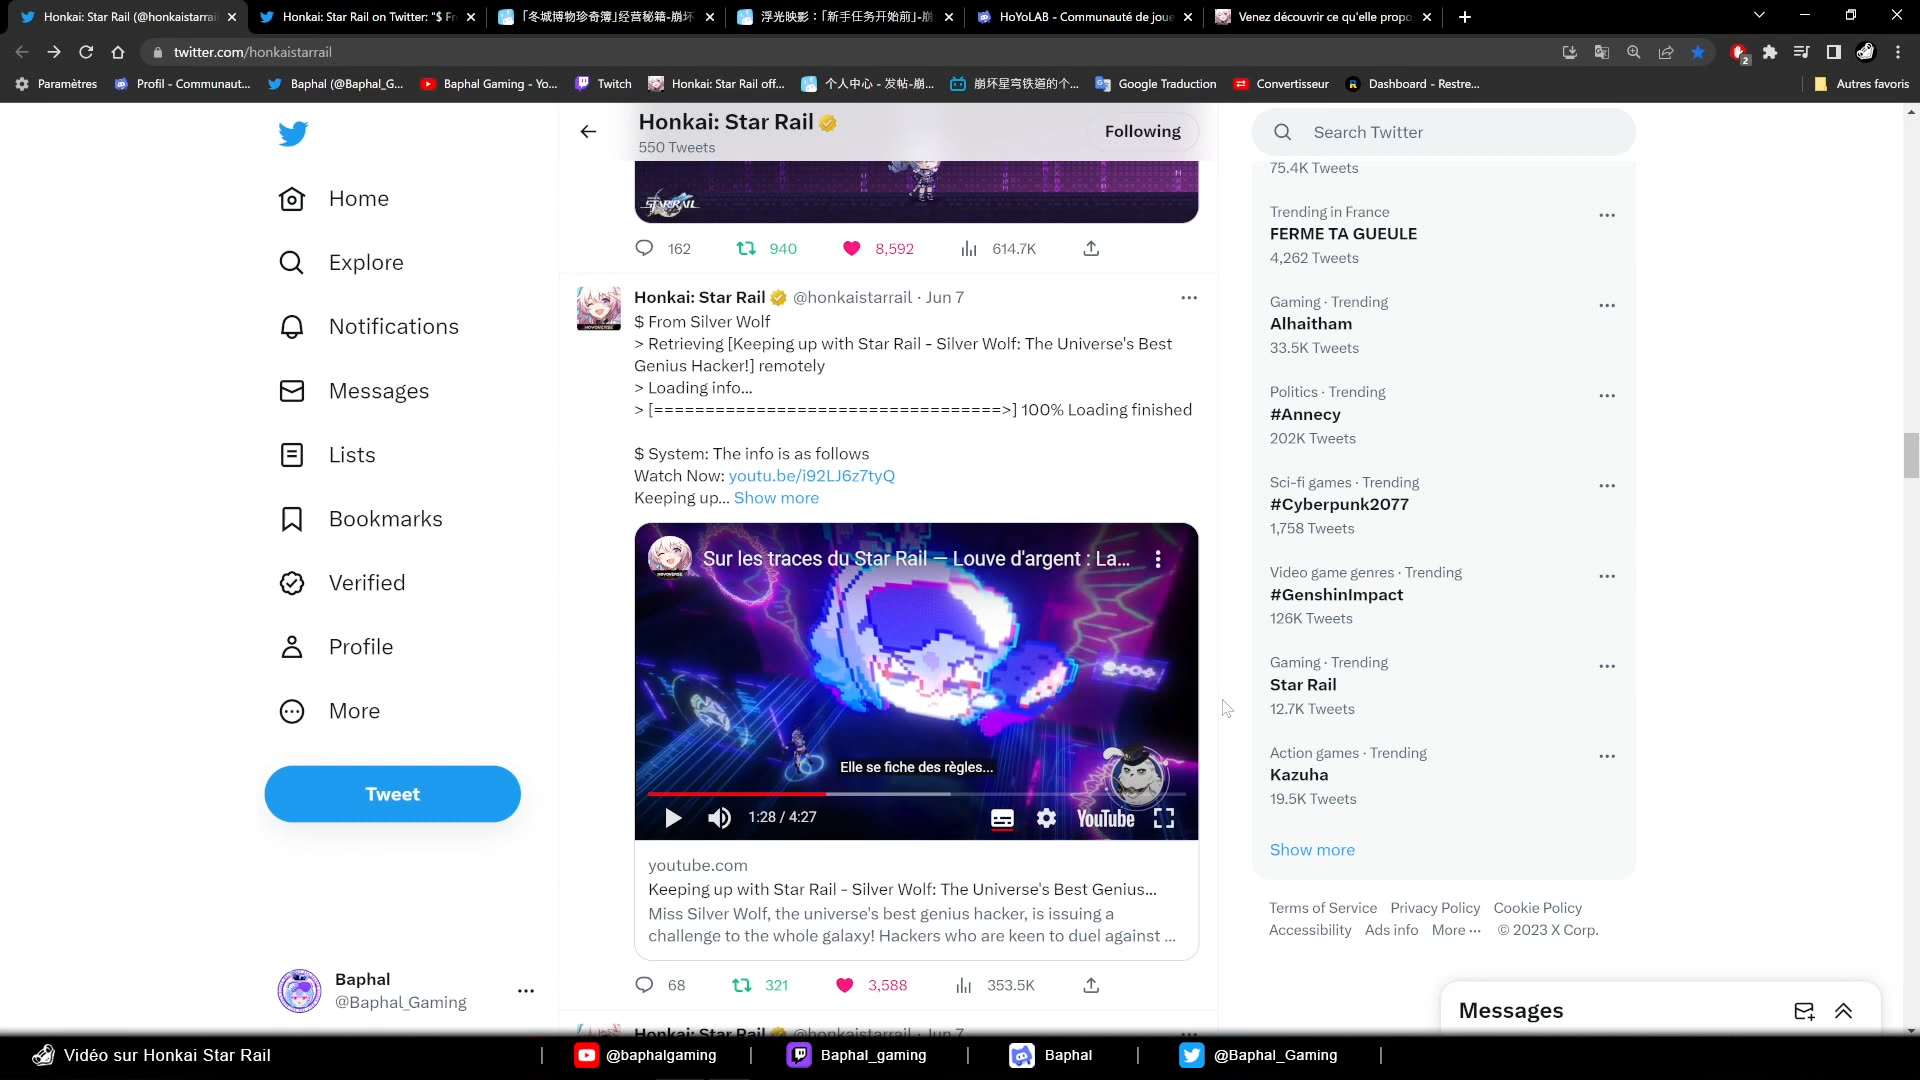 Honkai: Star Rail (@honkaistarrail
Honkai: Star Rail on Twitter: "$ Fr
「冬城博物珍奇簿」经营秘籍-崩坏
浮光映影：「新手任务开始前」-崩
HoYoLAB - Communauté de joue
Venez découvrir ce qu'elle propo
twitter.com/honkaistarrail
2
Paramètres
Profil - Communaut...
Baphal (@Baphal_G...
Baphal Gaming - Yo...
Twitch
Honkai: Star Rail off...
个人中心 - 发帖-崩...
崩坏星穹铁道的个...
Google Traduction
Convertisseur
Dashboard - Restre...
Autres favoris
Home
Explore
Notifications
Messages
Lists
Bookmarks
Verified
Profile
More
Tweet
Baphal
@Baphal_Gaming
Honkai: Star Rail
550 Tweets
Following
STARRAIL
162
940
8,592
614.7K
Honkai: Star Rail @honkaistarrail · Jun 7
$ From Silver Wolf
> Retrieving [Keeping up with Star Rail - Silver Wolf: The Universe's Best
Genius Hacker!] remotely
> Loading info...
> [==================================>] 100% Loading finished
$ System: The info is as follows
Watch Now: youtu.be/i92LJ6z7tyQ
Keeping up... Show more
Sur les traces du Star Rail — Louve d'argent : La...
Elle se fiche des règles...
1:28 / 4:27
YouTube
youtube.com
Keeping up with Star Rail - Silver Wolf: The Universe's Best Genius...
Miss Silver Wolf, the universe's best genius hacker, is issuing a
challenge to the whole galaxy! Hackers who are keen to duel against ...
68
321
3,588
353.5K
Honkai: Star Rail @honkaistarrail · Jun 7
Search Twitter
75.4K Tweets
Trending in France
FERME TA GUEULE
4,262 Tweets
Gaming · Trending
Alhaitham
33.5K Tweets
Politics · Trending
#Annecy
202K Tweets
Sci-fi games · Trending
#Cyberpunk2077
1,758 Tweets
Video game genres · Trending
#GenshinImpact
126K Tweets
Gaming · Trending
Star Rail
12.7K Tweets
Action games · Trending
Kazuha
19.5K Tweets
Show more
Terms of Service Privacy Policy Cookie Policy
Accessibility Ads info More ··· © 2023 X Corp.
Messages
Vidéo sur Honkai Star Rail
@baphalgaming
Baphal_gaming
Baphal
@Baphal_Gaming